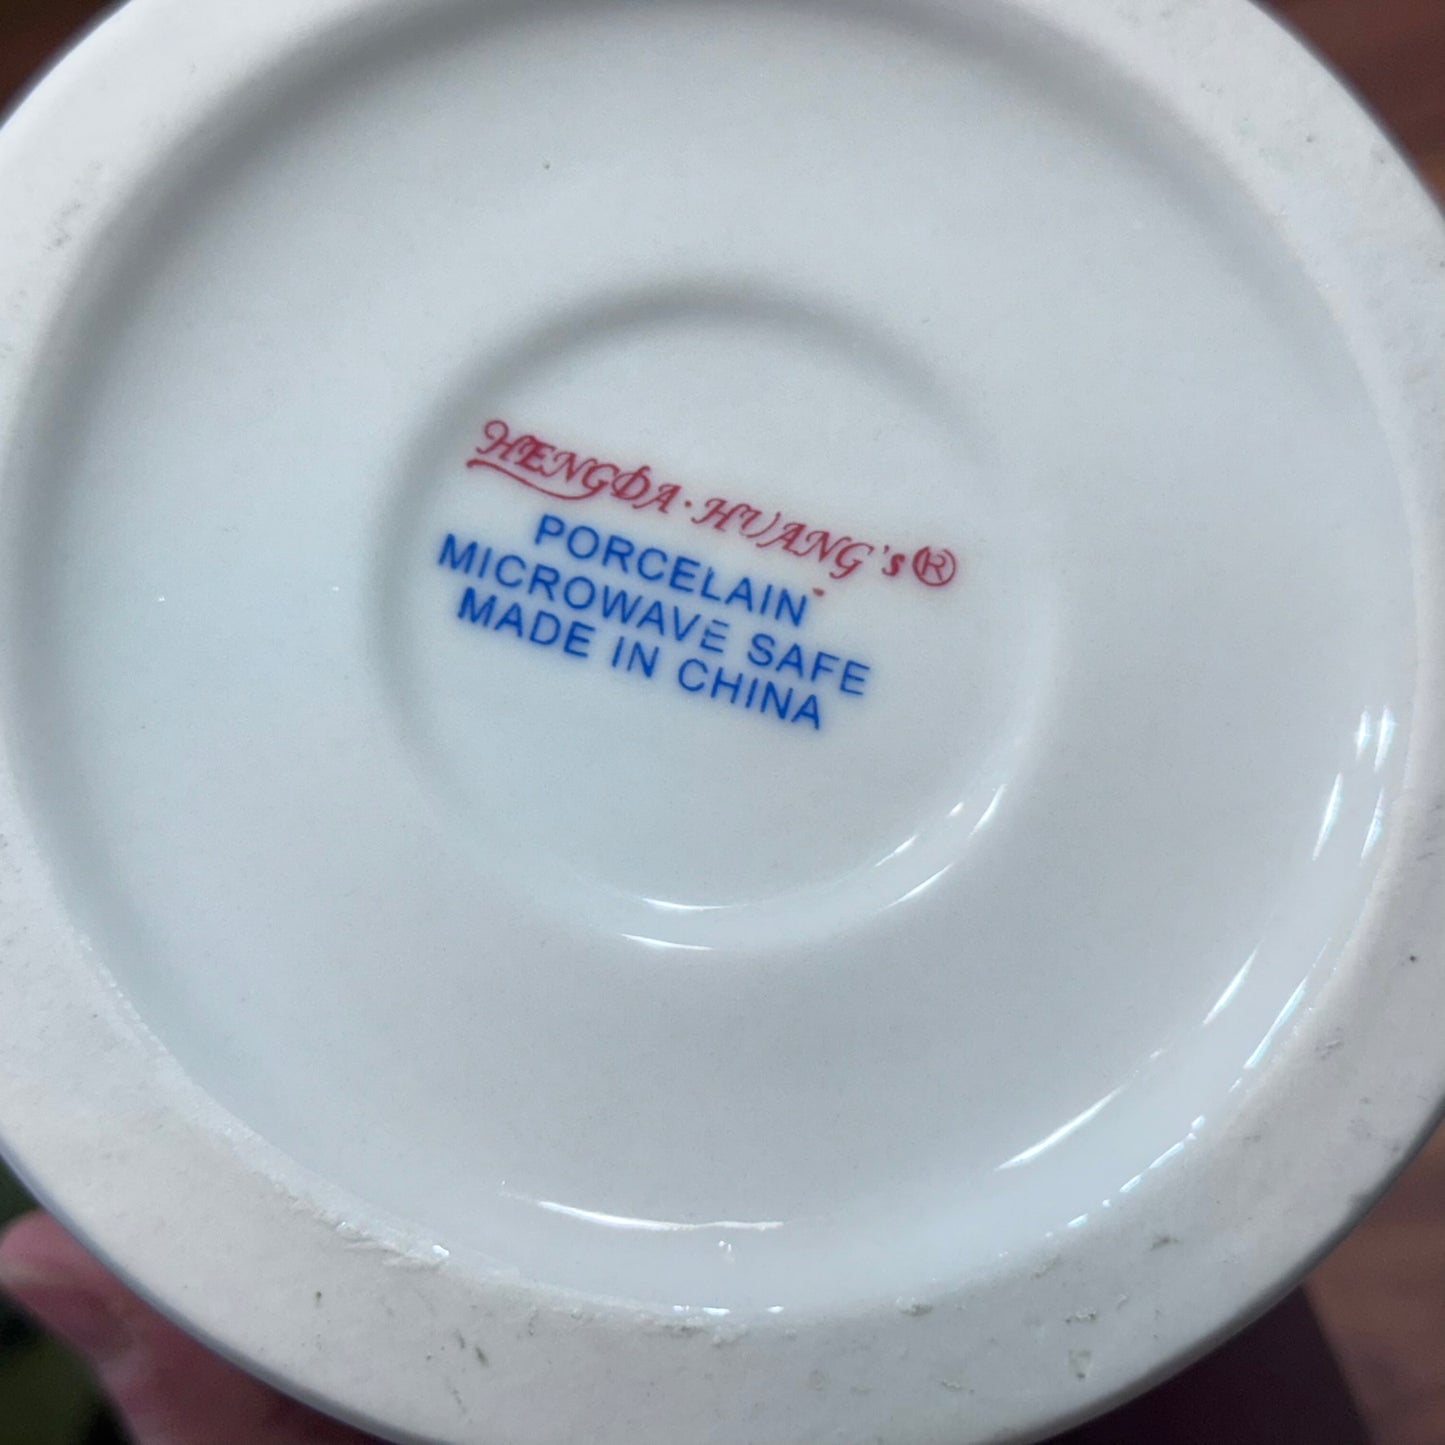 HENGDA·HUANG's®
PORCELAIN
MICROWAVE SAFE
MADE IN CHINA